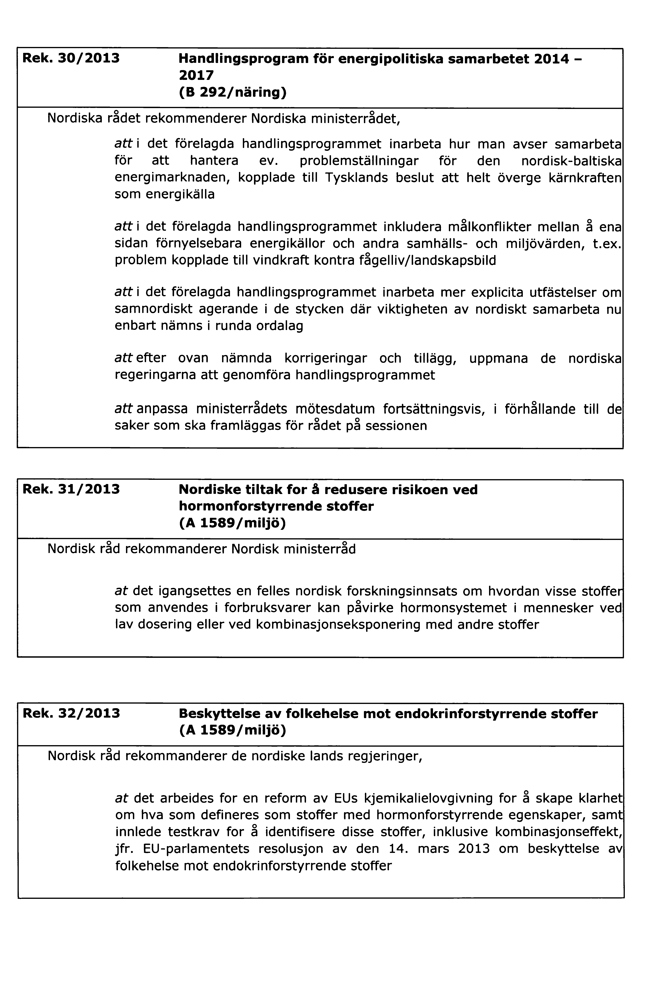 Rek. 30/2013 Handlingsprogram för energipolitiska samarbetet 2014 –
2017
(B 292/näring)
Nordiska rådet rekommenderer Nordiska ministerrådet,
att i det förelagda handlingsprogrammet inarbeta hur man avser samarbeta
för att hantera ev. problemställningar för den nordisk-baltiska
energimarknaden, kopplade till Tysklands beslut att helt överge kärnkraften
som energikälla
att i det förelagda handlingsprogrammet inkludera målkonflikter mellan å ena
sidan förnyelsebara energikällor och andra samhälls- och miljövärden, t.ex.
problem kopplade till vindkraft kontra fågelliv/landskapsbild
att i det förelagda handlingsprogrammet inarbeta mer explicita utfästelser om
samnordiskt agerande i de stycken där viktigheten av nordiskt samarbeta nu
enbart nämns i runda ordalag
att efter ovan nämnda korrigeringar och tillägg, uppmana de nordiska
regeringarna att genomföra handlingsprogrammet
att anpassa ministerrådets mötesdatum fortsättningsvis, i förhållande till de
saker som ska framläggas för rådet på sessionen
Rek. 31/2013 Nordiske tiltak for å redusere risikoen ved
hormonforstyrrende stoffer
(A 1589/miljö)
Nordisk råd rekommanderer Nordisk ministerråd
at det igangsettes en felles nordisk forskningsinnsats om hvordan visse stoffer
som anvendes i forbruksvarer kan påvirke hormonsystemet i mennesker ved
lav dosering eller ved kombinasjonseksponering med andre stoffer
Rek. 32/2013 Beskyttelse av folkehelse mot endokrinforstyrrende stoffer
(A 1589/miljö)
Nordisk råd rekommanderer de nordiske lands regjeringer,
at det arbeides for en reform av EUs kjemikalielovgivning for å skape klarhet
om hva som defineres som stoffer med hormonforstyrrende egenskaper, samt
innlede testkrav for å identifisere disse stoffer, inklusive kombinasjonseffekt,
jfr. EU-parlamentets resolusjon av den 14. mars 2013 om beskyttelse av
folkehelse mot endokrinforstyrrende stoffer